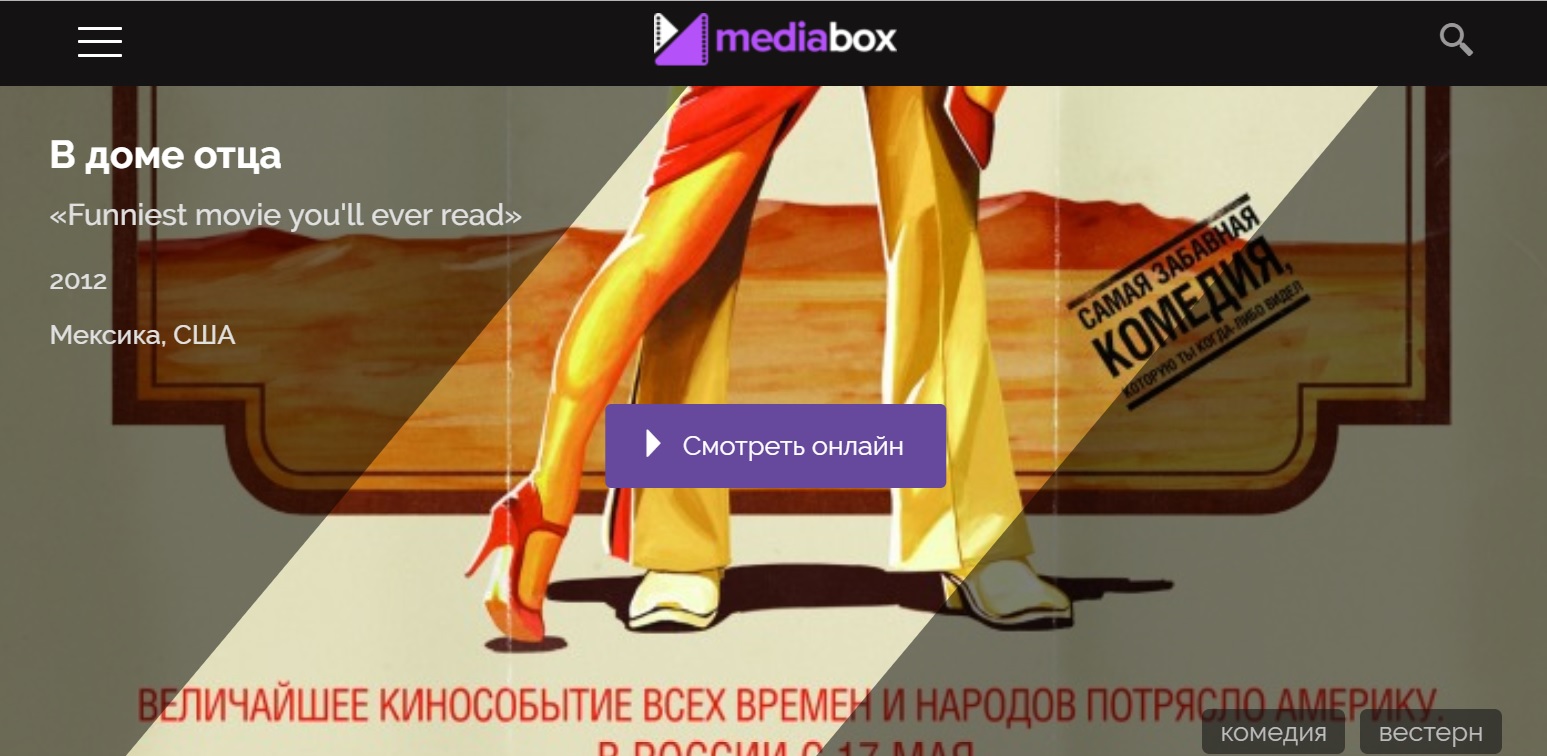 mediabox
В доме отца
«Funniest movie you'll ever read»
2012
Мексика, США
САМАЯ ЗАБАВНАЯ
КОМЕДИЯ,
КОТОРУЮ ТЫ КОГДА-ЛИБО ВИДЕЛ
Смотреть онлайн
ВЕЛИЧАЙШЕЕ КИНОСОБЫТИЕ ВСЕХ ВРЕМЕН И НАРОДОВ ПОТРЯСЛО АМЕРИКУ.
комедия вестерн
В РОССИИ С 17 МАЯ